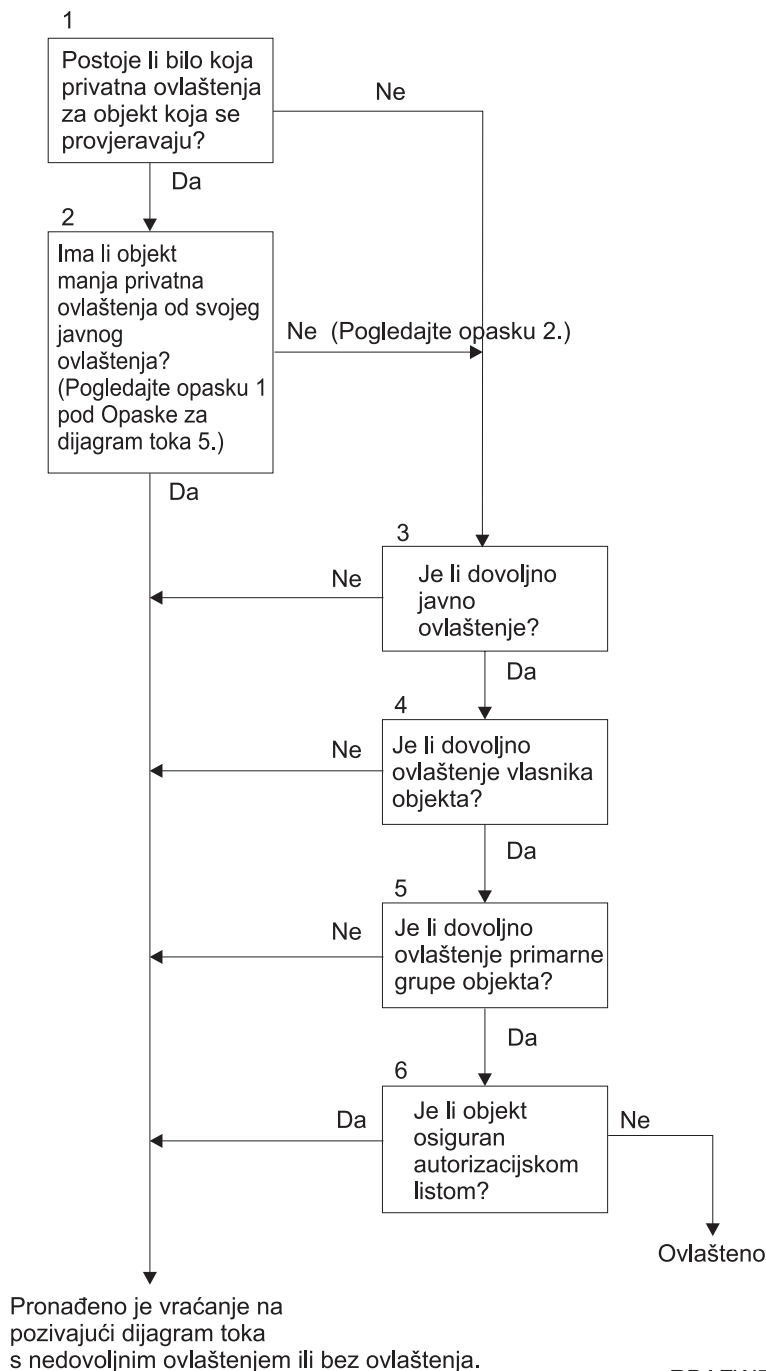 1
Postoje li bilo koja
privatna ovlaštenja
za objekt koja se
provjeravaju?
Ne
Da
2
Ima li objekt
manja privatna
ovlaštenja od svojeg
javnog
ovlaštenja?
(Pogledajte opasku 1
pod Opaske za
dijagram toka 5.)
Ne (Pogledajte opasku 2.)
Da
3
Je li dovoljno
javno
ovlaštenje?
Ne
Da
4
Je li dovoljno
ovlaštenje vlasnika
objekta?
Ne
Da
5
Je li dovoljno
ovlaštenje primarne
grupe objekta?
Ne
Da
6
Je li objekt
osiguran
autorizacijskom
listom?
Da
Ne
Ovlašteno
Pronađeno je vraćanje na
pozivajući dijagram toka
s nedovoljnim ovlaštenjem ili bez ovlaštenja.